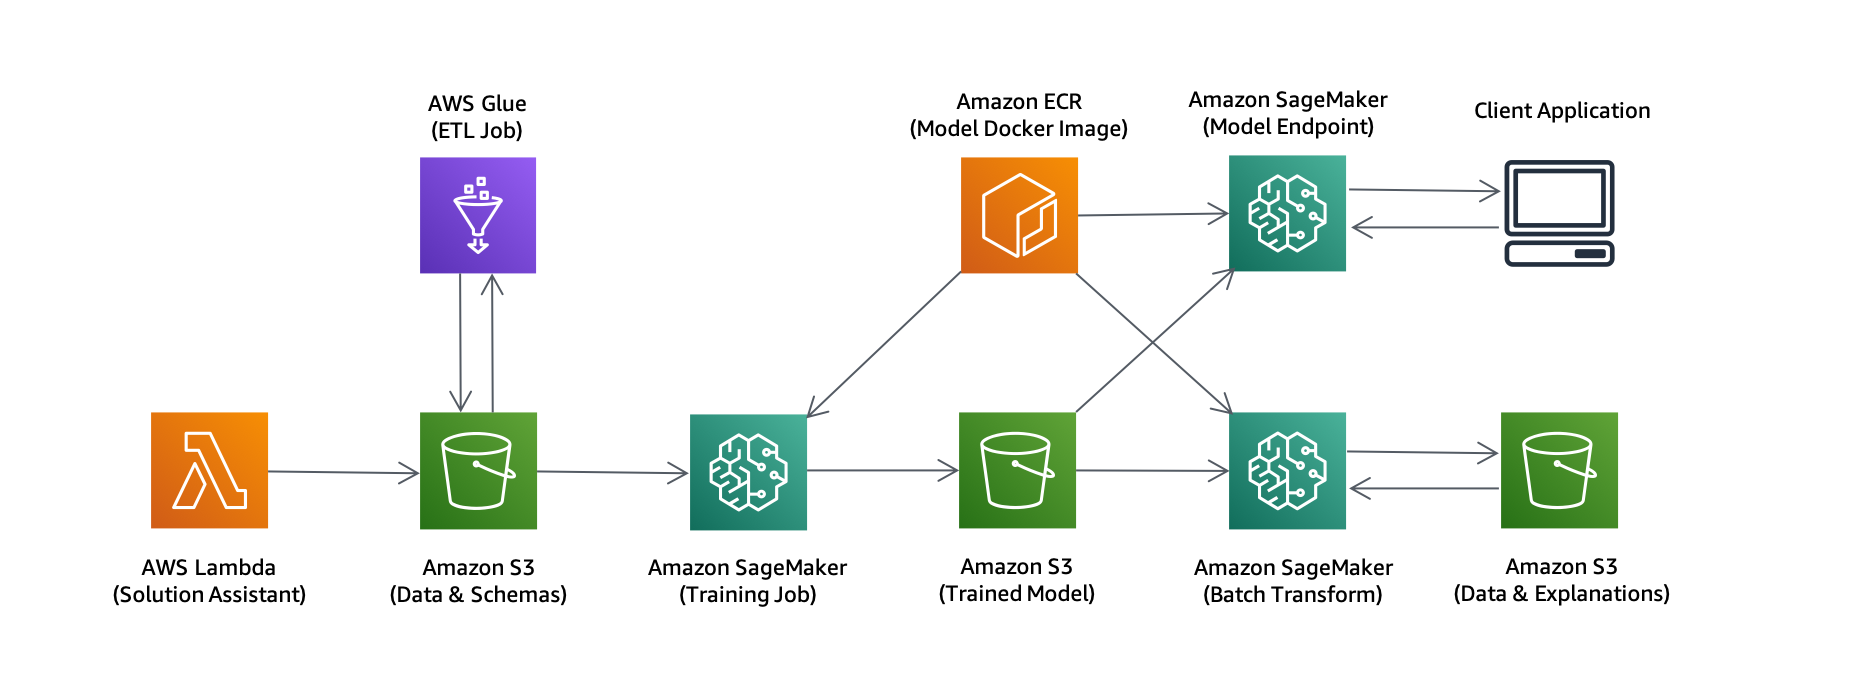 AWS Glue
(ETL Job)
Amazon ECR
(Model Docker Image)
Amazon SageMaker
(Model Endpoint)
Client Application
AWS Lambda
(Solution Assistant)
Amazon S3
(Data & Schemas)
Amazon SageMaker
(Training Job)
Amazon S3
(Trained Model)
Amazon SageMaker
(Batch Transform)
Amazon S3
(Data & Explanations)